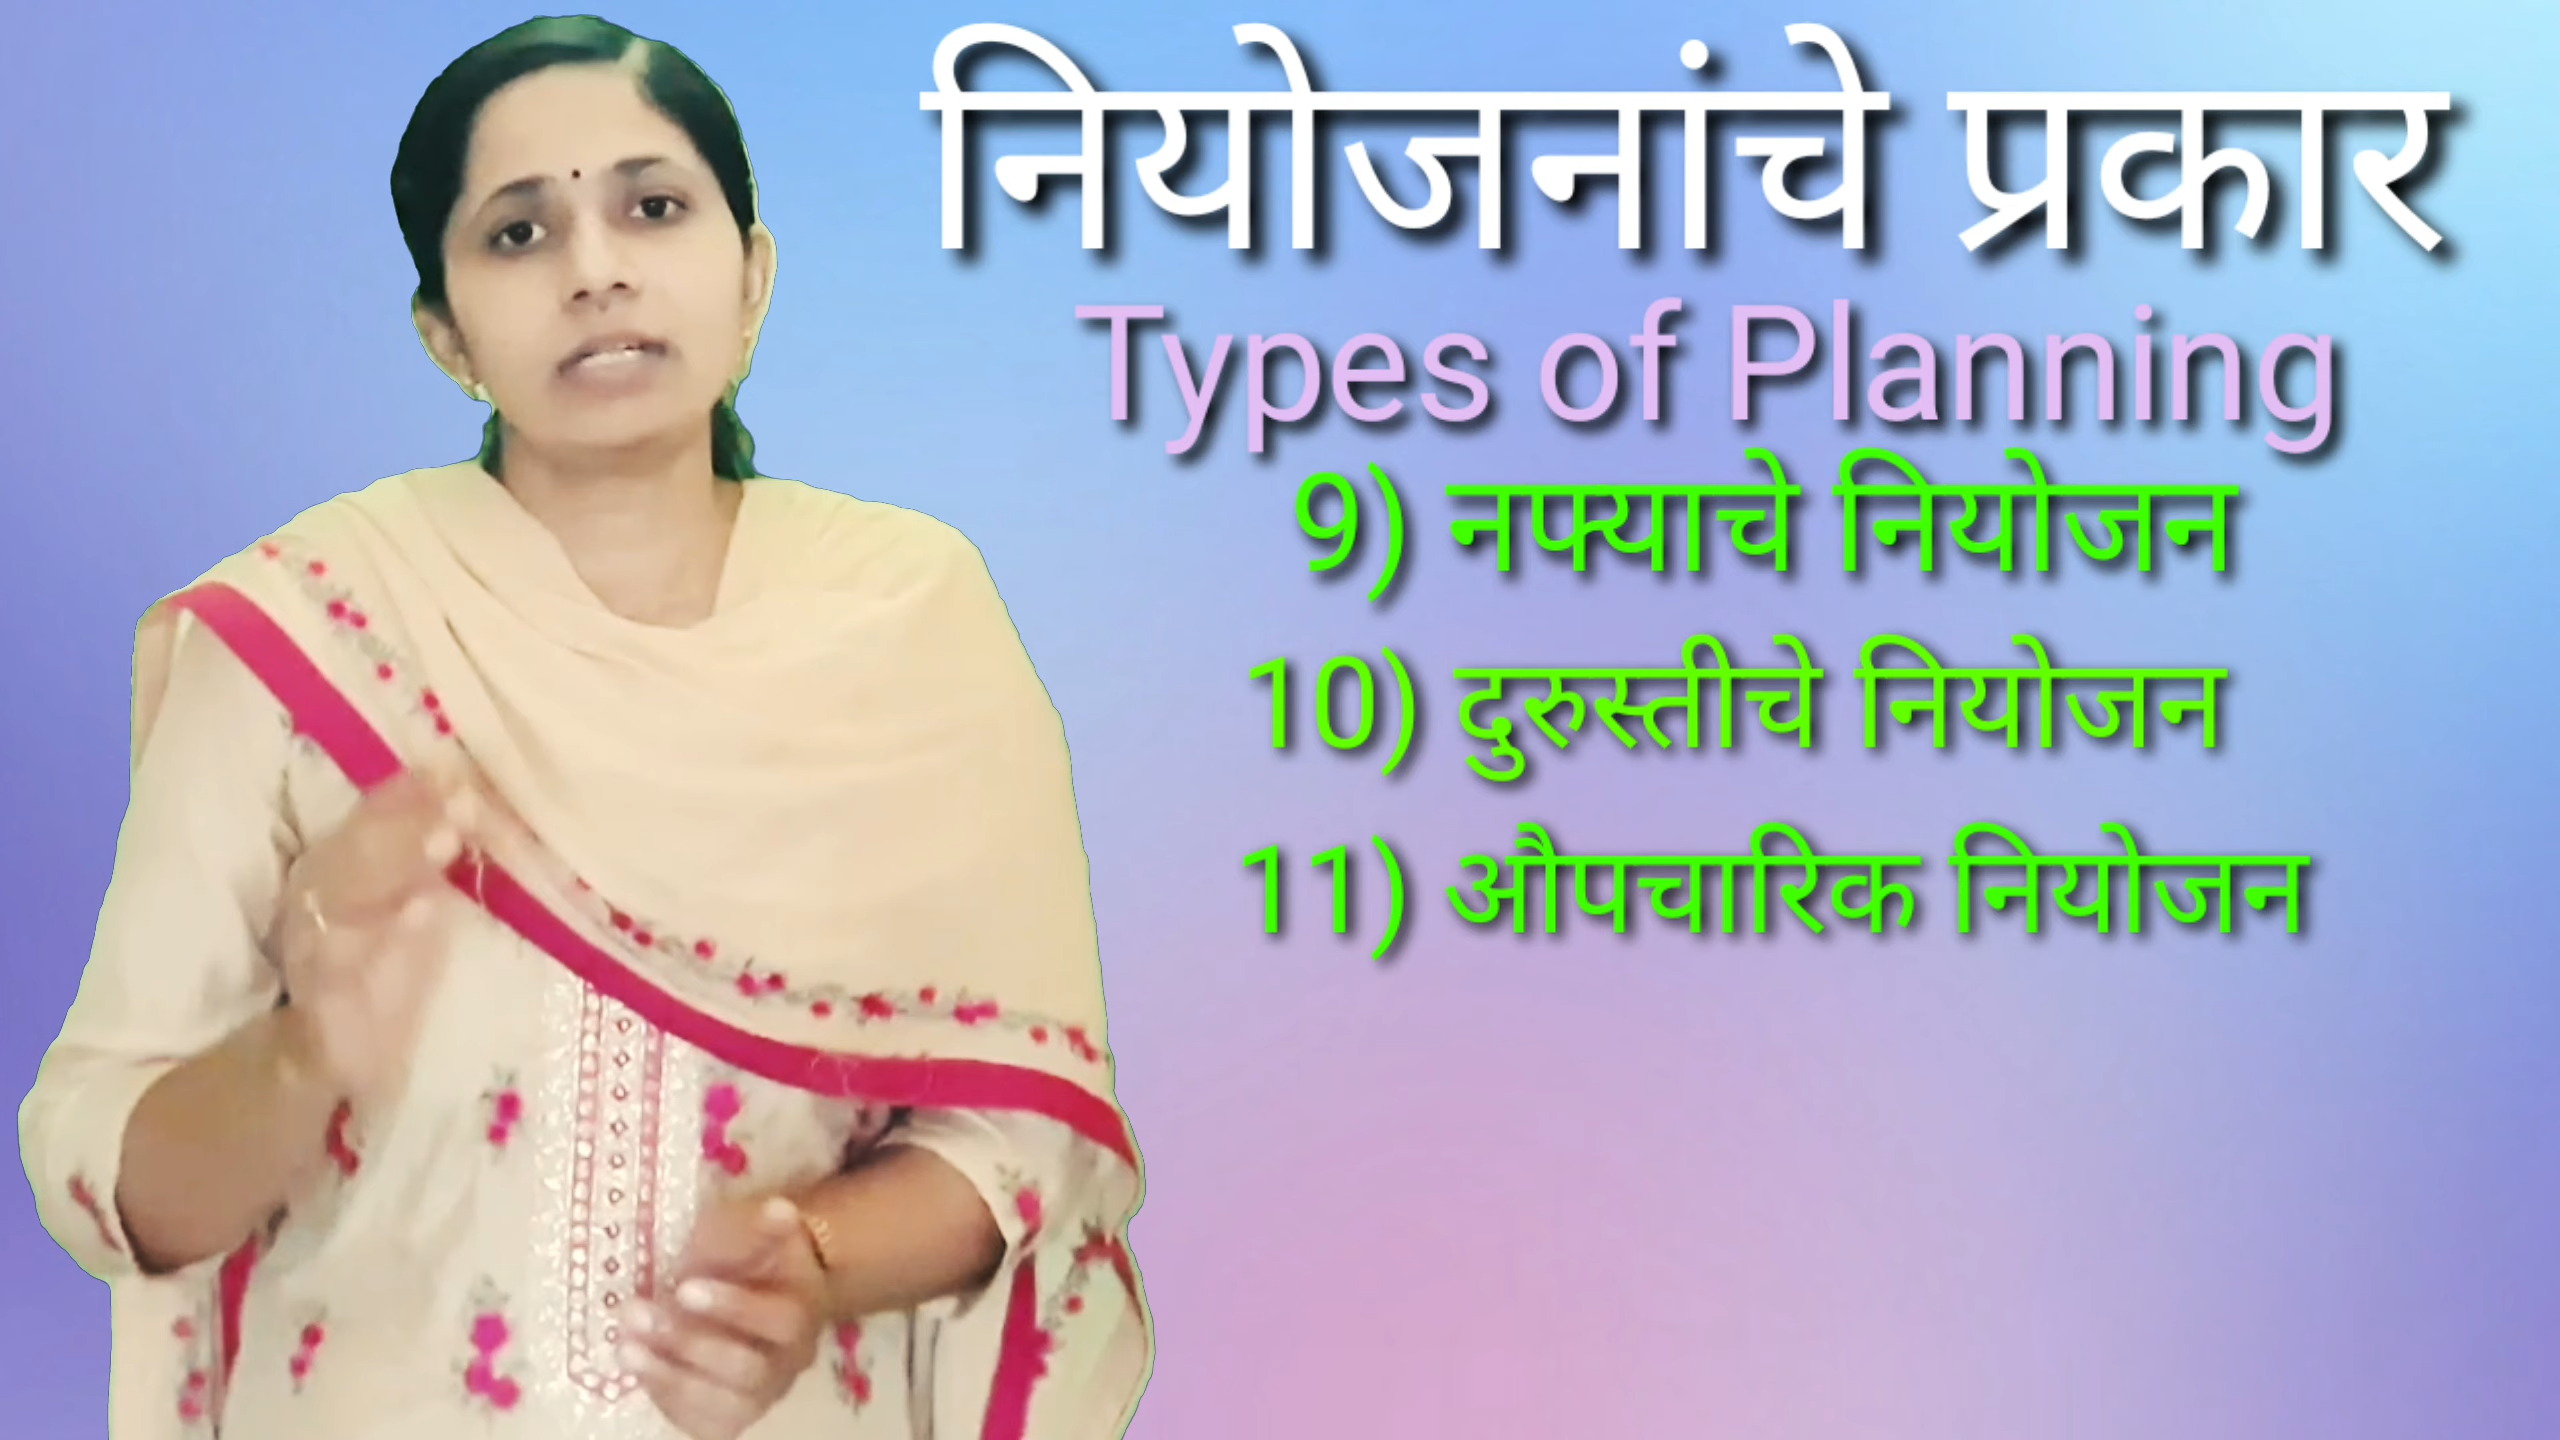 नियोजनांचे प्रकार
Types of Planning
9) नफ्याचे नियोजन
10) दुरुस्तीचे नियोजन
11) औपचारिक नियोजन